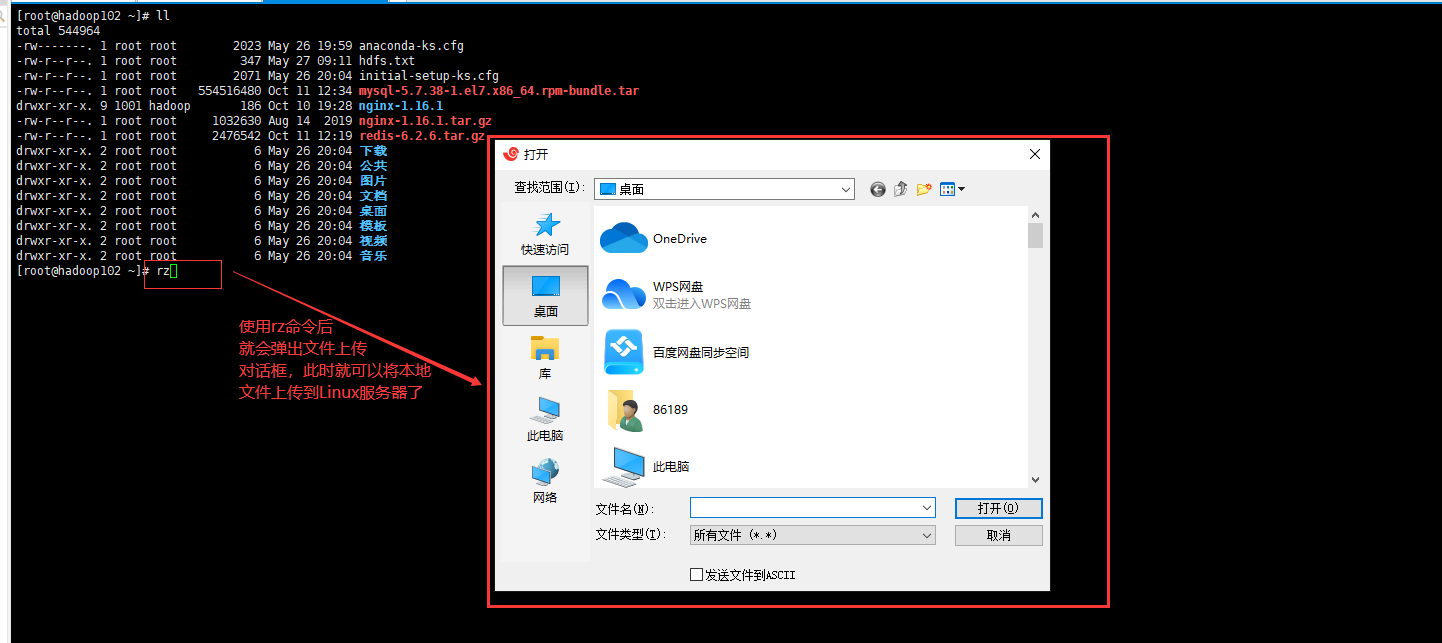 [root@hadoop102 ~]# ll
total 544964
-rw-------. 1 root root 2023 May 26 19:59 anaconda-ks.cfg
-rw-r--r--. 1 root root 347 May 27 09:11 hdfs.txt
-rw-r--r--. 1 root root 2071 May 26 20:04 initial-setup-ks.cfg
-rw-r--r--. 1 root root 554516480 Oct 11 12:34 mysql-5.7.38-1.el7.x86_64.rpm-bundle.tar
drwxr-xr-x. 9 1001 hadoop 186 Oct 10 19:28 nginx-1.16.1
-rw-r--r--. 1 root root 1032630 Aug 14 2019 nginx-1.16.1.tar.gz
-rw-r--r--. 1 root root 2476542 Oct 11 12:19 redis-6.2.6.tar.gz
drwxr-xr-x. 2 root root 6 May 26 20:04 下载
drwxr-xr-x. 2 root root 6 May 26 20:04 公共
drwxr-xr-x. 2 root root 6 May 26 20:04 图片
drwxr-xr-x. 2 root root 6 May 26 20:04 文档
drwxr-xr-x. 2 root root 6 May 26 20:04 桌面
drwxr-xr-x. 2 root root 6 May 26 20:04 模板
drwxr-xr-x. 2 root root 6 May 26 20:04 视频
drwxr-xr-x. 2 root root 6 May 26 20:04 音乐
[root@hadoop102 ~]# rz
使用rz命令后
就会弹出文件上传
对话框，此时就可以将本地
文件上传到Linux服务器了
打开
查找范围(I):
桌面
快速访问
桌面
库
此电脑
网络
OneDrive
WPS网盘
双击进入WPS网盘
百度网盘同步空间
86189
此电脑
文件名(N):
打开(O)
文件类型(T):
所有文件 (*.*)
取消
发送文件到ASCII